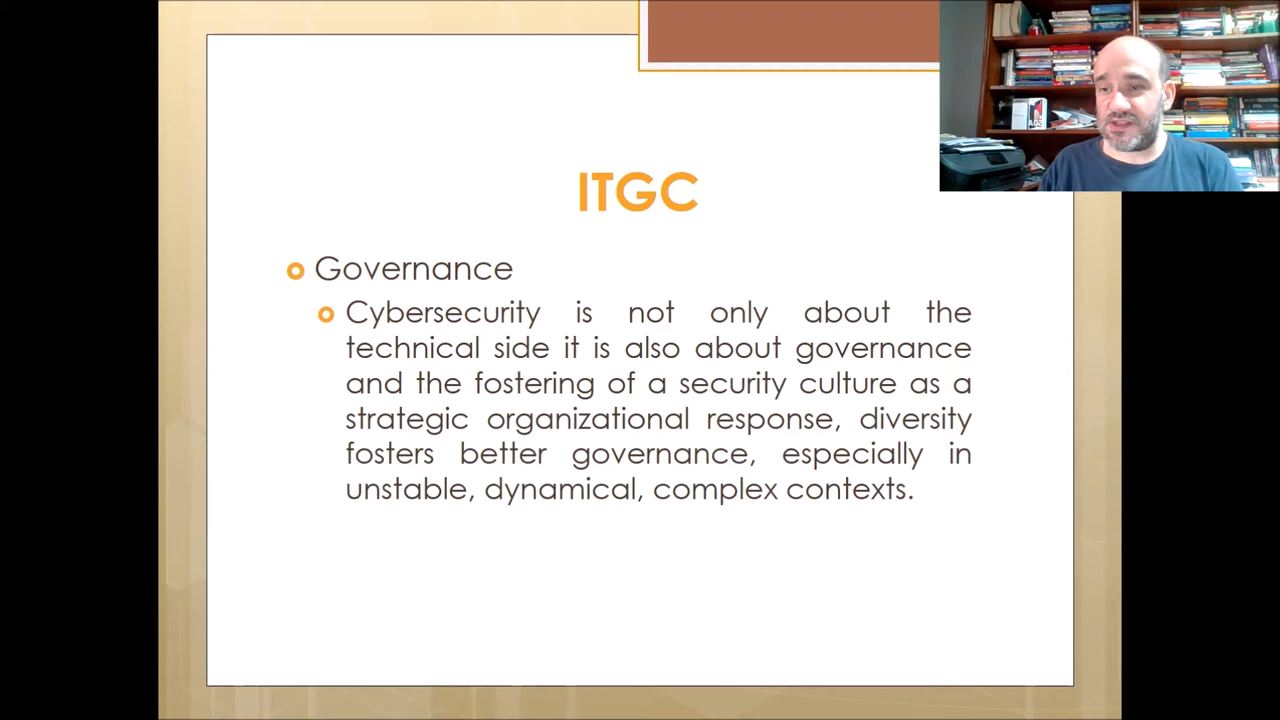 ITGC
Governance
Cybersecurity is not only about the
technical side it is also about governance
and the fostering of a security culture as a
strategic organizational response, diversity
fosters better governance, especially in
unstable, dynamical, complex contexts.